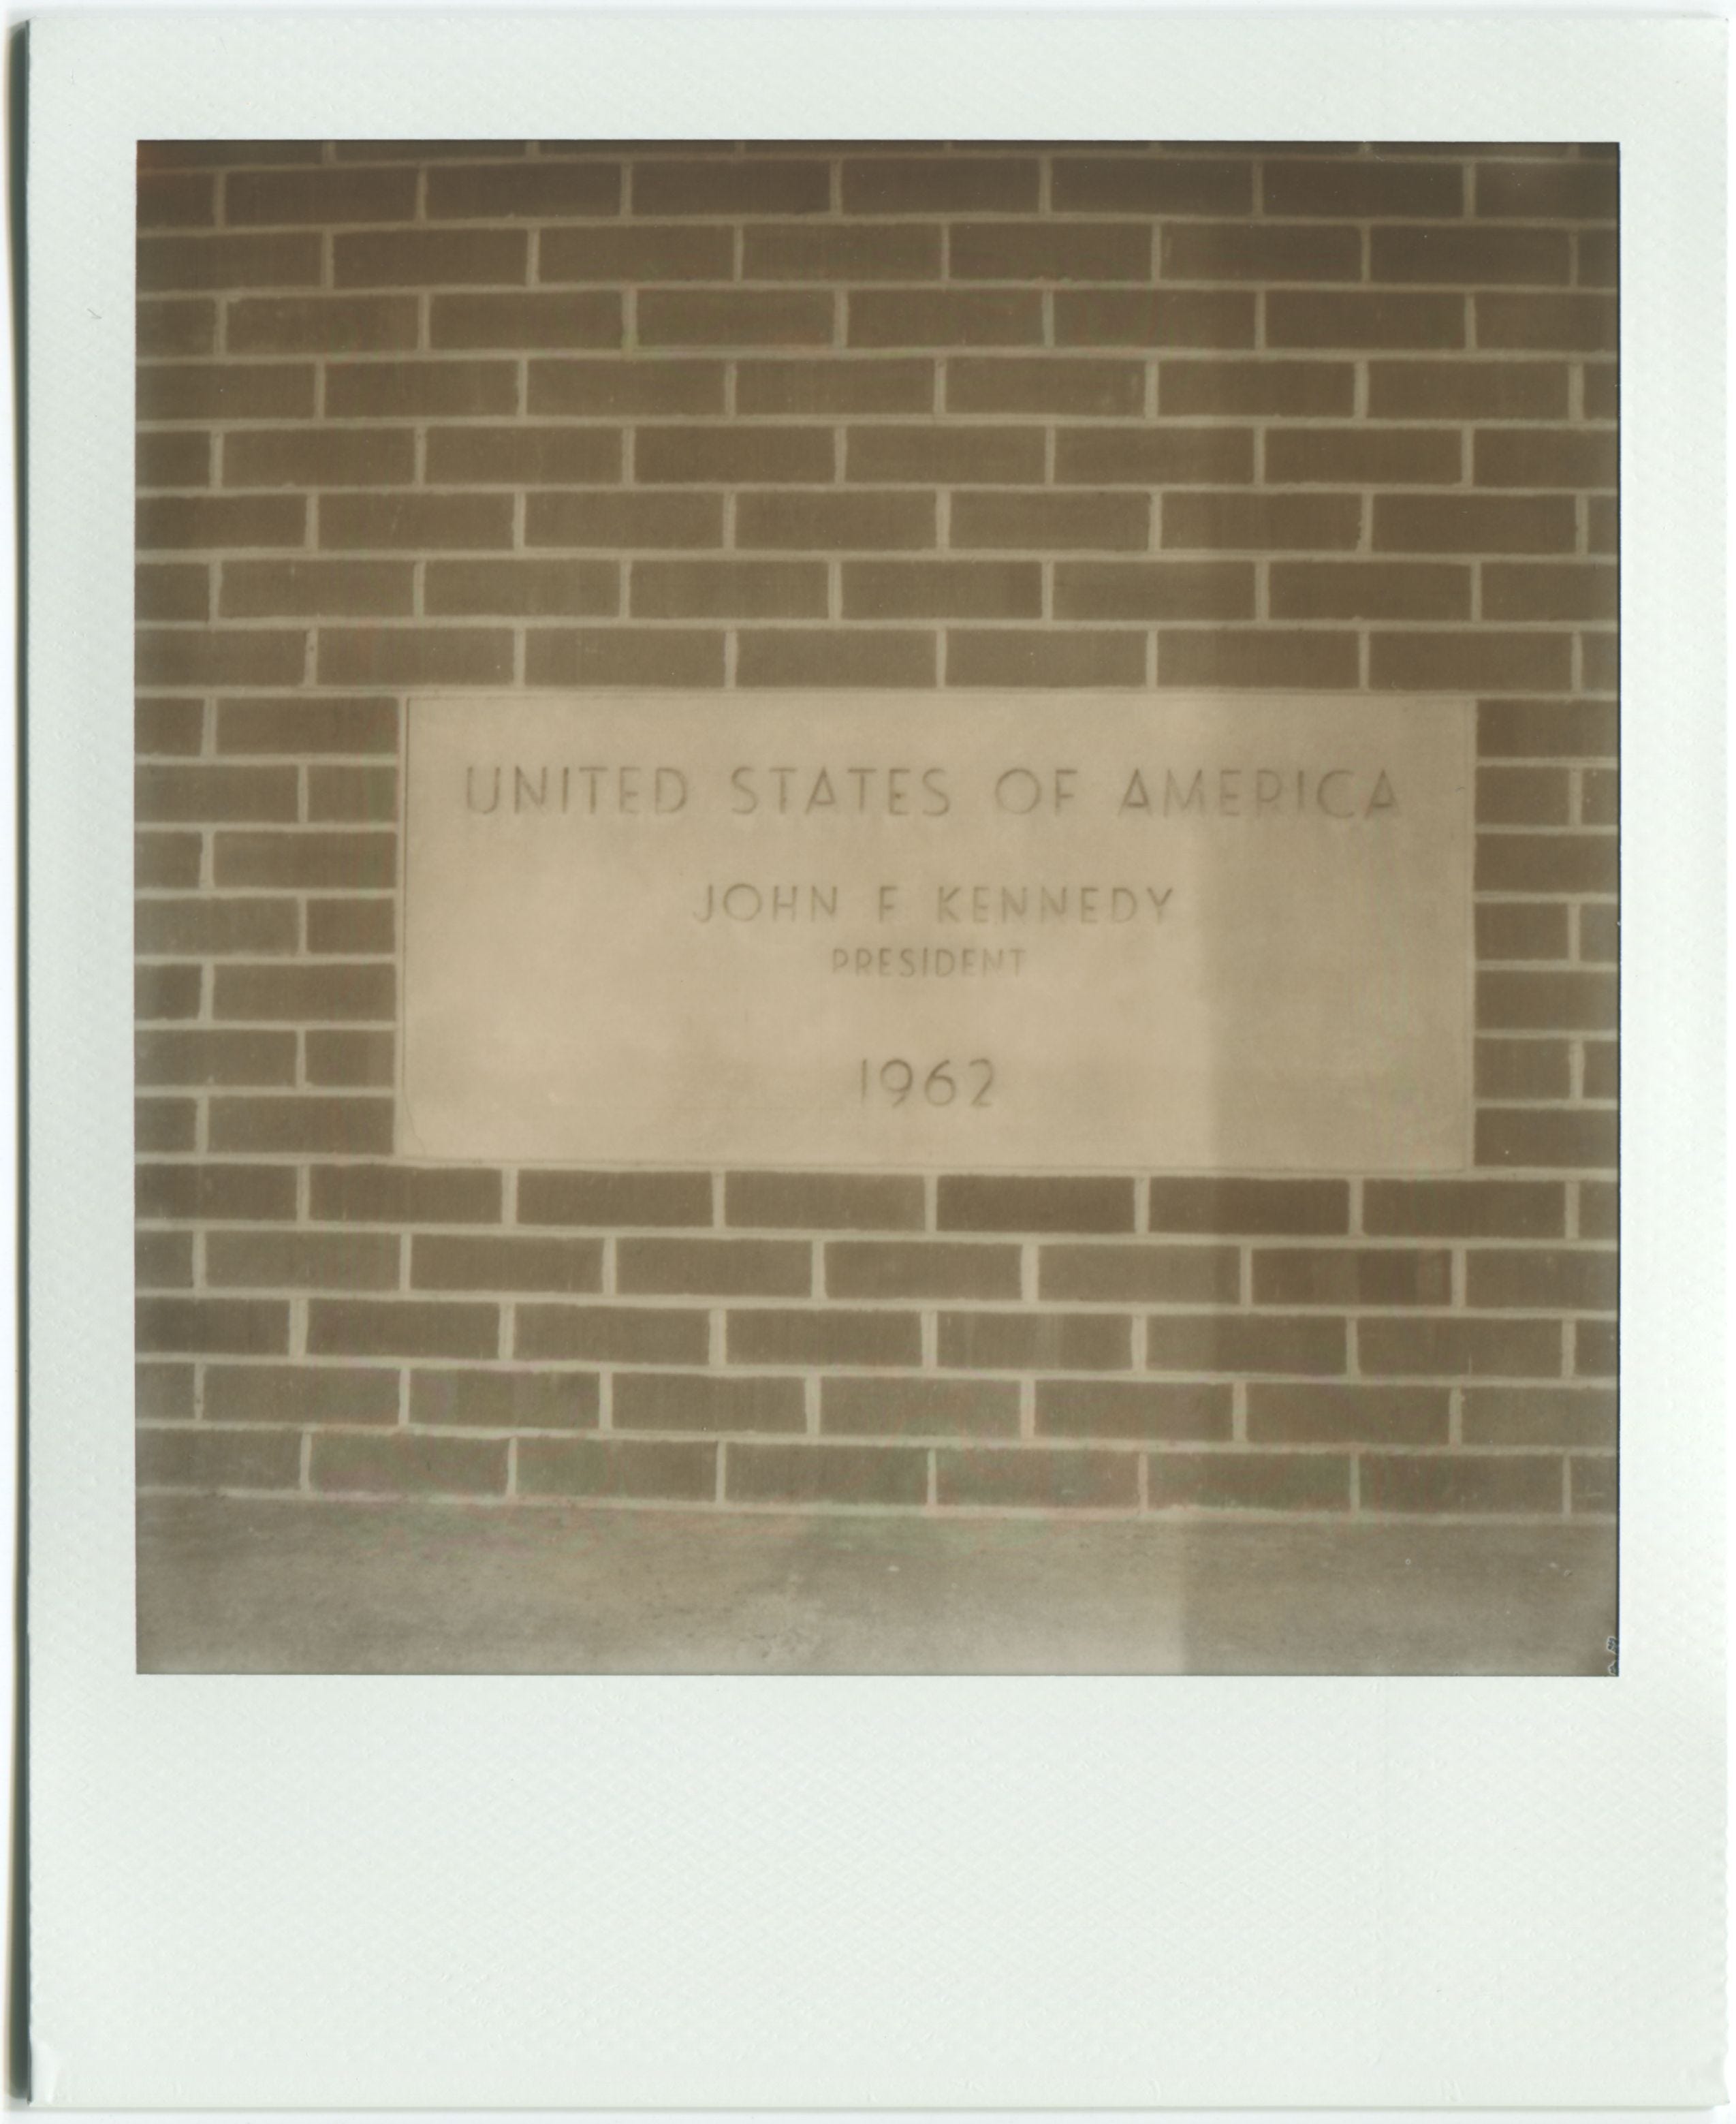 UNITED STATES OF AMERICA
JOHN F KENNEDY
PRESIDENT
1962